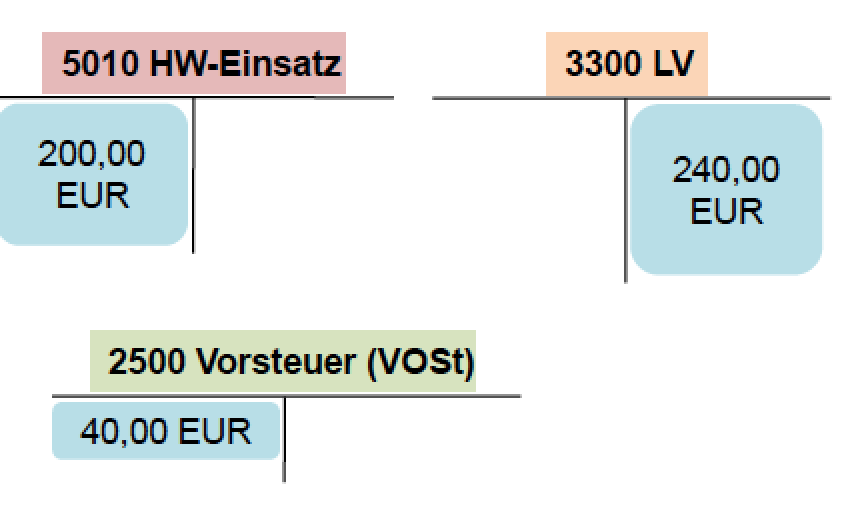 5010 HW-Einsatz
3300 LV
200,00
EUR
240,00
EUR
2500 Vorsteuer (VOSt)
40,00 EUR